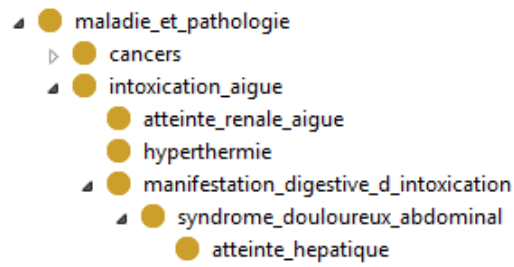 maladie_et_pathologie
cancers
intoxication_aigue
atteinte_renale_aigue
hyperthermie
manifestation_digestive_d_intoxication
syndrome_douloureux_abdominal
atteinte_hepatique